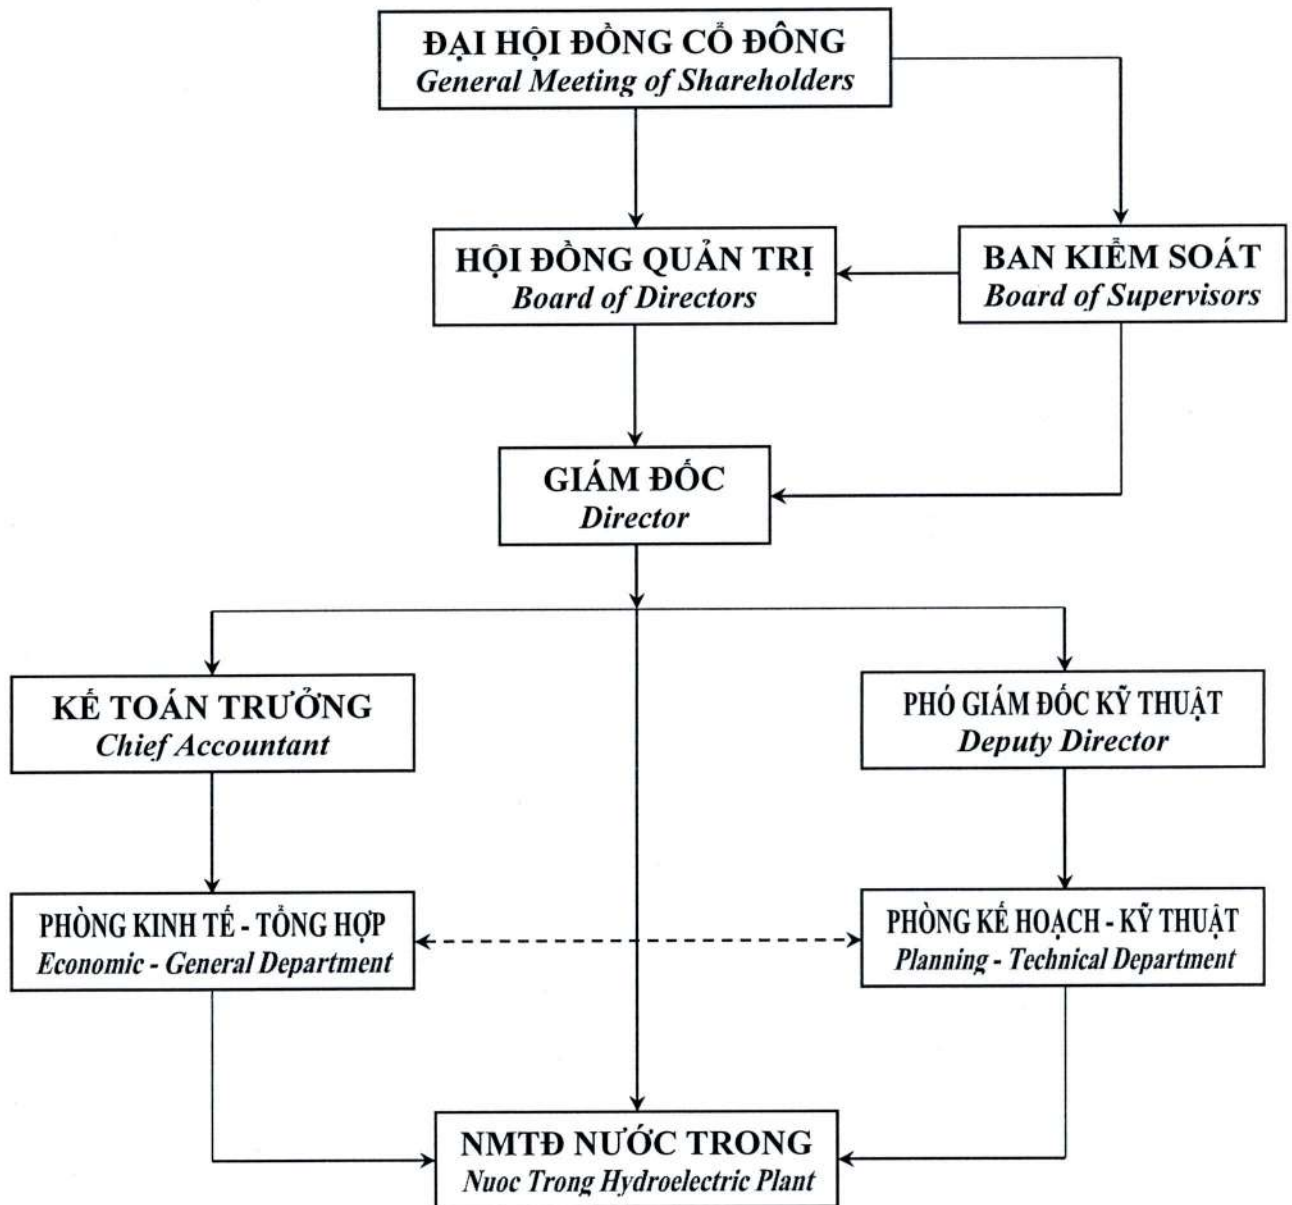 ĐẠI HỘI ĐỒNG CỔ ĐÔNG
General Meeting of Shareholders
HỘI ĐỒNG QUẢN TRỊ
Board of Directors
BAN KIỂM SOÁT
Board of Supervisors
GIÁM ĐỐC
Director
KẾ TOÁN TRƯỞNG
Chief Accountant
PHÓ GIÁM ĐỐC KỸ THUẬT
Deputy Director
PHÒNG KINH TẾ - TỔNG HỢP
Economic - General Department
PHÒNG KẾ HOẠCH - KỸ THUẬT
Planning - Technical Department
NMTĐ NƯỚC TRONG
Nuoc Trong Hydroelectric Plant